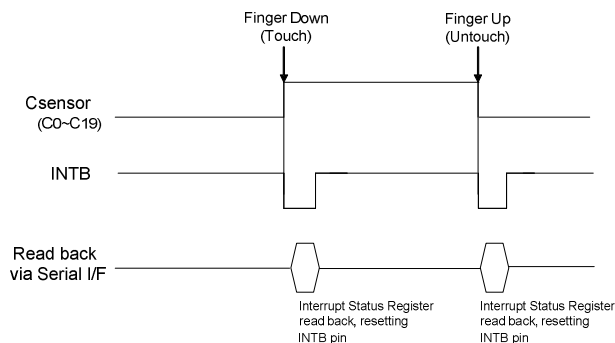 Finger Down
(Touch)
Finger Up
(Untouch)
Csensor
(C0~C19)
INTB
Read back
via Serial I/F
Interrupt Status Register
read back, resetting
INTB pin
Interrupt Status Register
read back, resetting
INTB pin